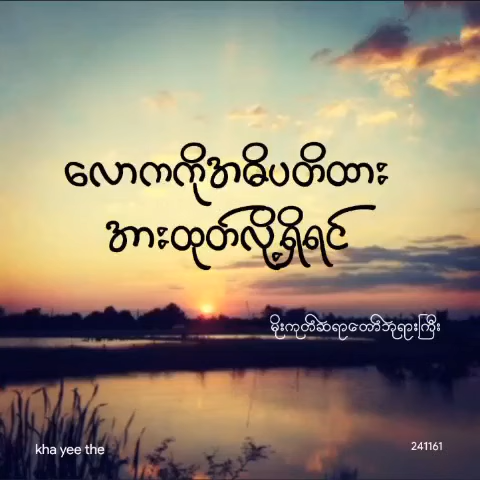 လောကကိုအဓိပတိထား
အားထုတ်လို့ရှိရင်
မိုးကုတ်ဆရာတော်ဘုရားကြီး
kha yee the
241161